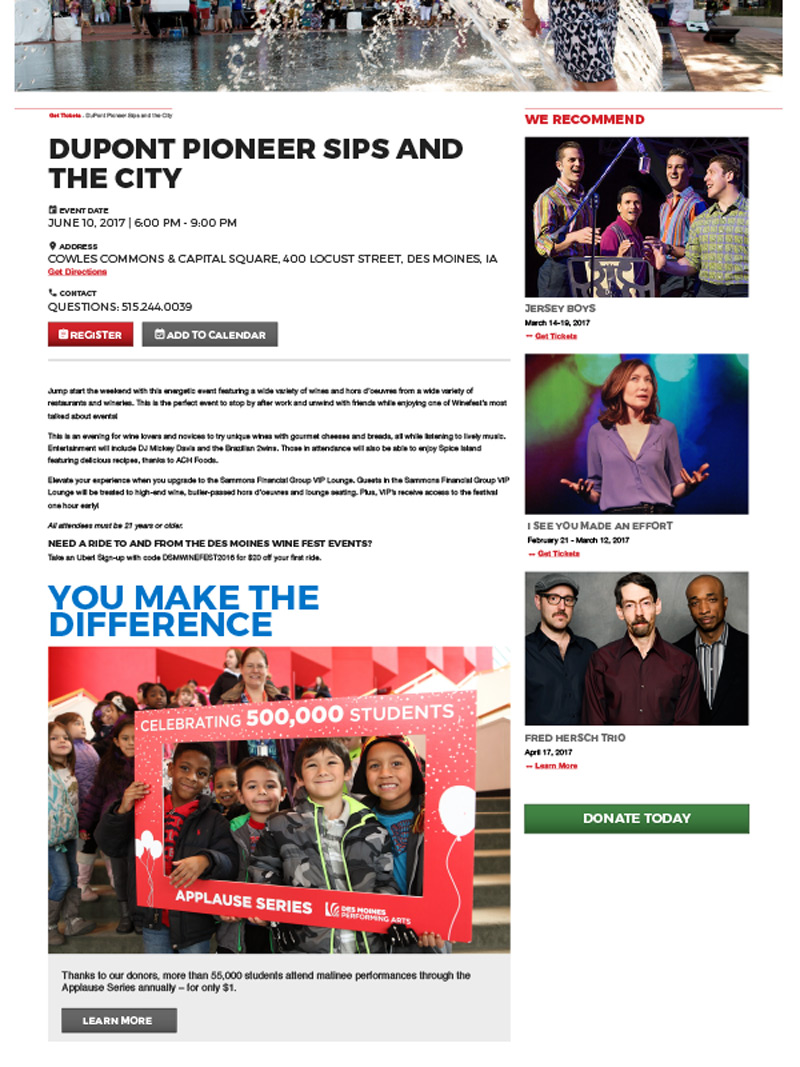 Get Tickets . DuPont Pioneer Sips and the City
DUPONT PIONEER SIPS AND
THE CITY
EVENT DATE
JUNE 10, 2017 | 6:00 PM - 9:00 PM
ADDRESS
COWLES COMMONS & CAPITAL SQUARE, 400 LOCUST STREET, DES MOINES, IA
Get Directions
CONTACT
QUESTIONS: 515.244.0039
REGISTER
ADD TO CALENDAR
Jump start the weekend with this energetic event featuring a wide variety of wines and hors d'oeuvres from a wide variety of
restaurants and wineries. This is the perfect event to stop by after work and unwind with friends while enjoying one of Winefest's most
talked about events!
This is an evening for wine lovers and novices to try unique wines with gourmet cheeses and breads, all while listening to lively music.
Entertainment will include DJ Mickey Davis and the Brazilian 2wins. Those in attendance will also be able to enjoy Spice Island
featuring delicious recipes, thanks to ACH Foods.
Elevate your experience when you upgrade to the Sammons Financial Group VIP Lounge. Guests in the Sammons Financial Group VIP
Lounge will be treated to high-end wine, butler-passed hors d'oeuvres and lounge seating. Plus, VIP's receive access to the festival
one hour early!
All attendees must be 21 years or older.
NEED A RIDE TO AND FROM THE DES MOINES WINE FEST EVENTS?
Take an Uber! Sign-up with code DSMWINEFEST2016 for $20 off your first ride.
YOU MAKE THE
DIFFERENCE
CELEBRATING 500,000 STUDENTS
APPLAUSE SERIES
DES MOINES
PERFORMING ARTS
Thanks to our donors, more than 55,000 students attend matinee performances through the
Applause Series annually – for only $1.
LEARN MORE
WE RECOMMEND
JERSEY BOYS
March 14-19, 2017
Get Tickets
I SEE YOU MADE AN EFFORT
February 21 - March 12, 2017
Get Tickets
FRED HERSCH TRIO
April 17, 2017
Learn More
DONATE TODAY